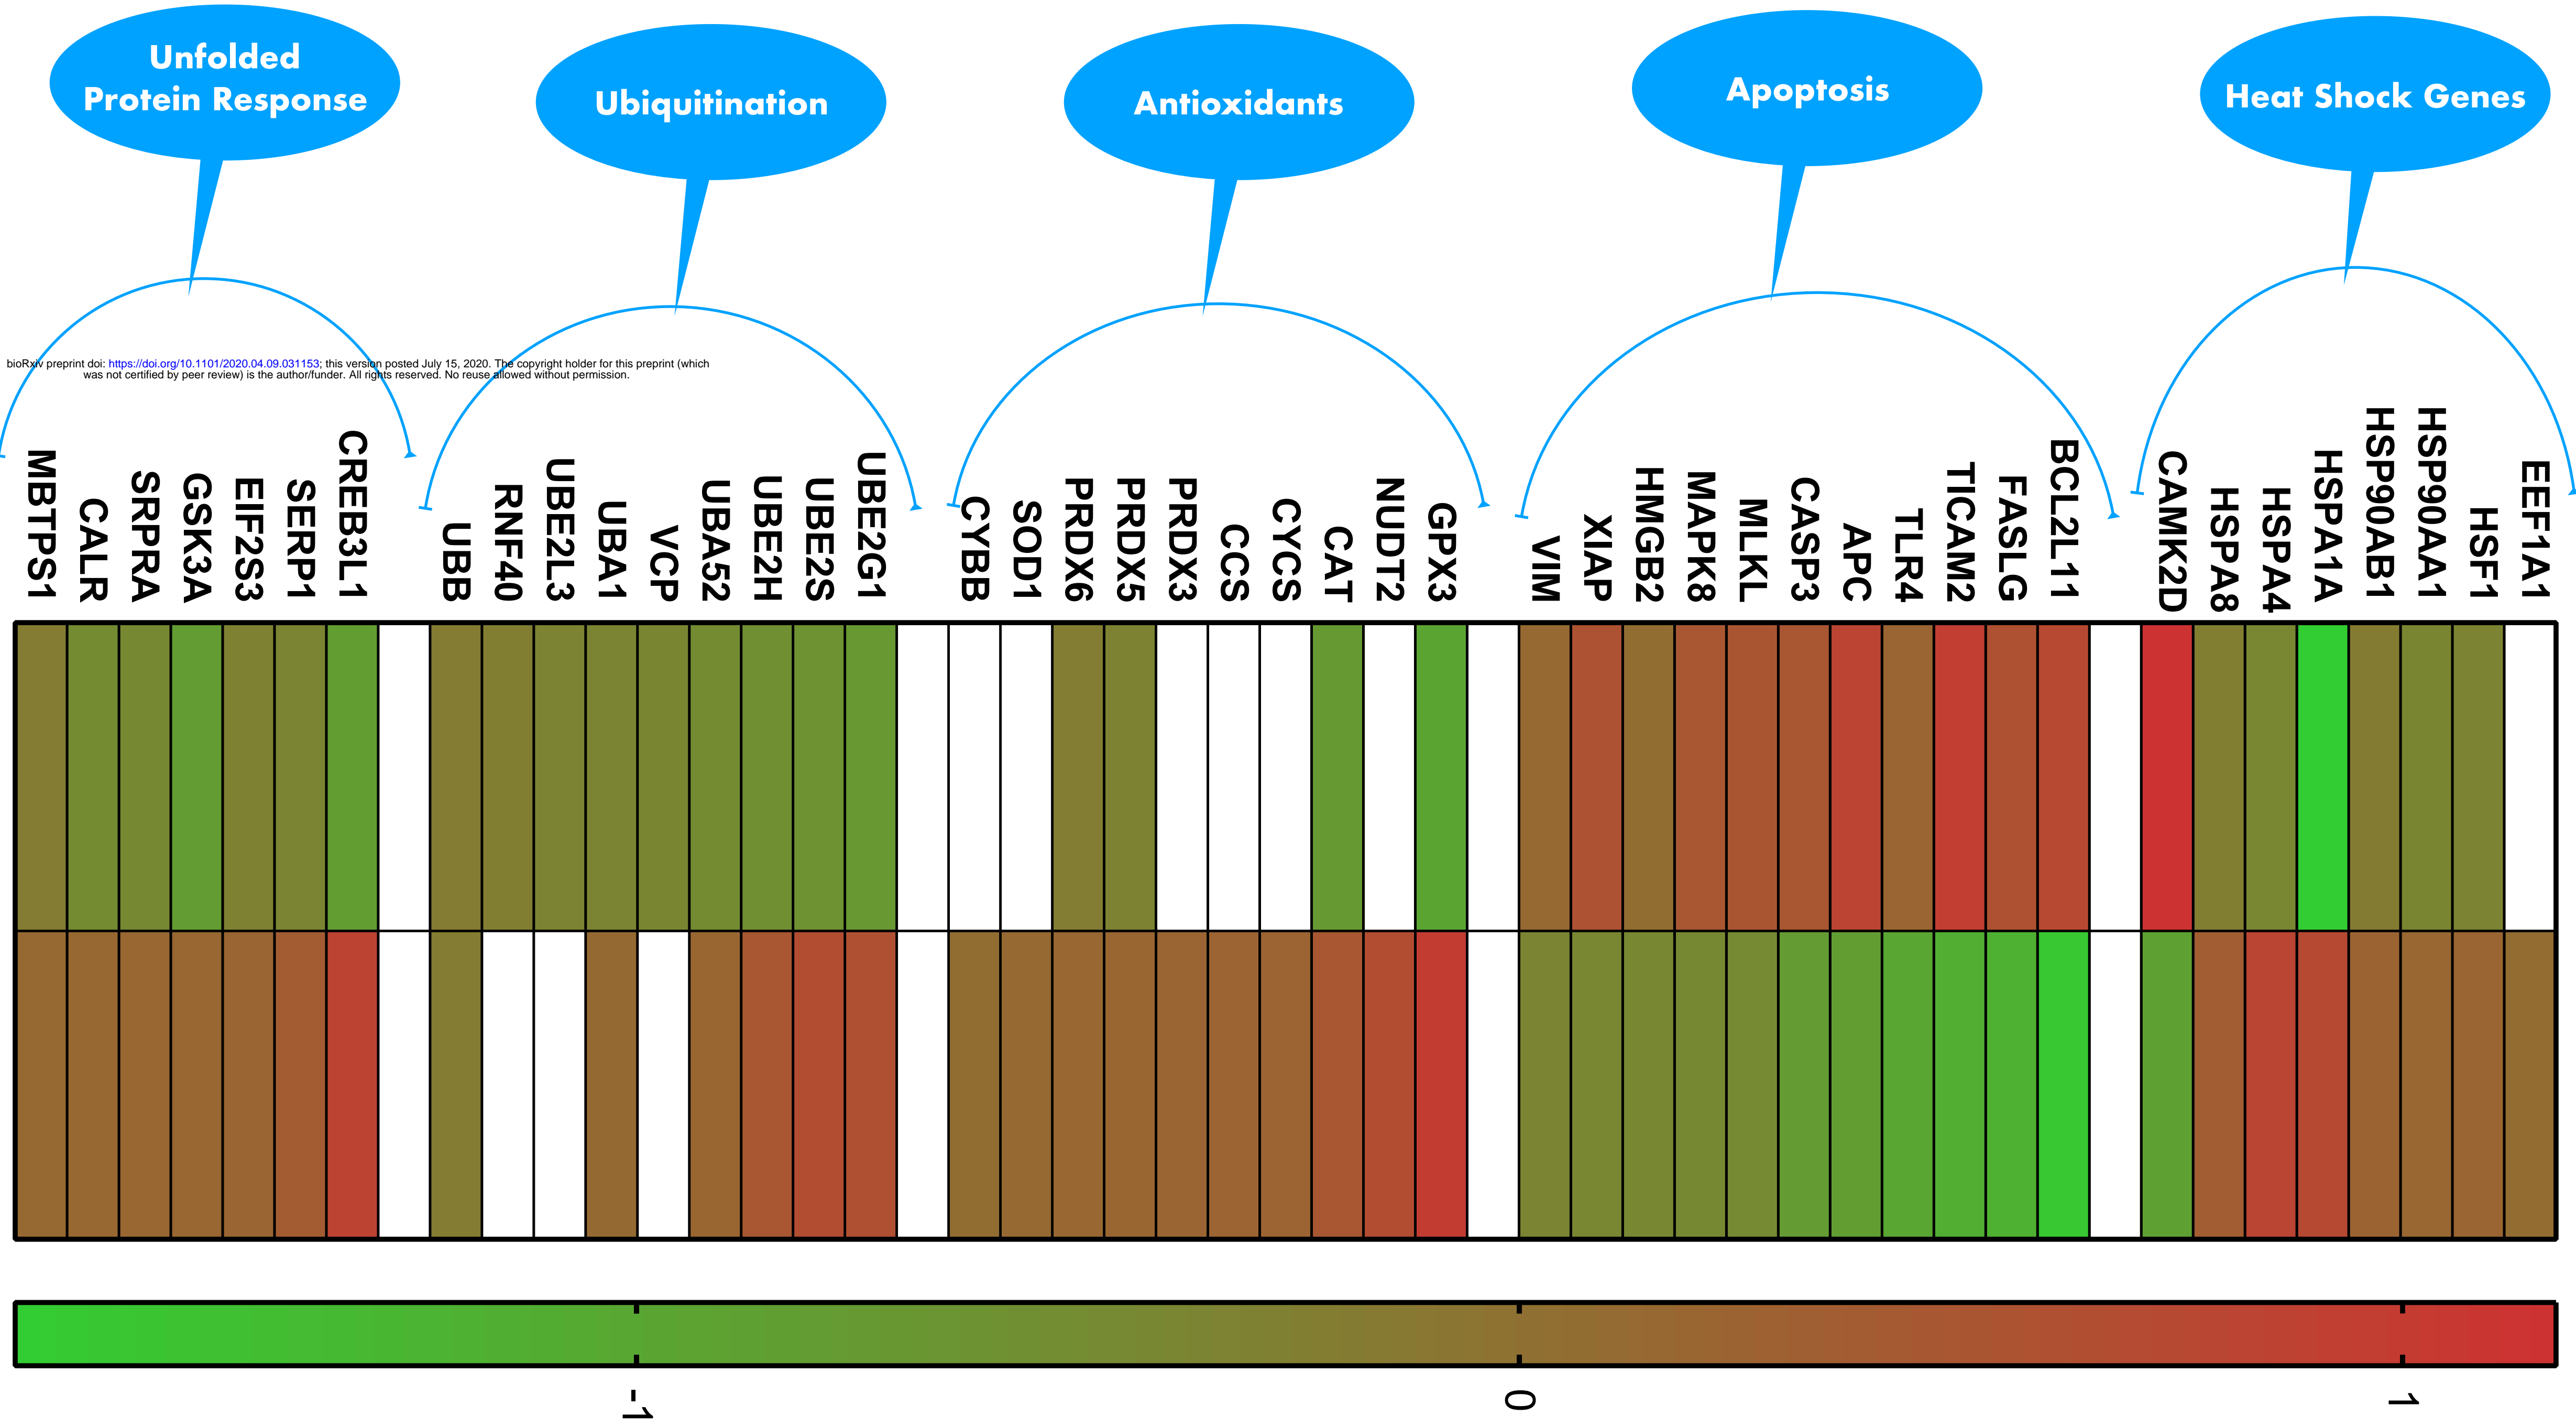 Unfolded
Protein Response
Ubiquitination
Antioxidants
Apoptosis
Heat Shock Genes
bioRxiv preprint doi: https://doi.org/10.1101/2020.04.09.031153; this version posted July 15, 2020. The copyright holder for this preprint (which
was not certified by peer review) is the author/funder. All rights reserved. No reuse allowed without permission.
MBTPS1
CALR
SRPRA
GSK3A
EIF2S3
SERP1
CREB3L1
UBB
RNF40
UBE2L3
UBA1
VCP
UBA52
UBE2H
UBE2S
UBE2G1
CYBB
SOD1
PRDX6
PRDX5
PRDX3
CCS
CYCS
CAT
NUDT2
GPX3
VIM
XIAP
HMGB2
MAPK8
MLKL
CASP3
APC
TLR4
TICAM2
FASLG
BCL2L11
CAMK2D
HSPA8
HSPA4
HSPA1A
HSP90AB1
HSP90AA1
HSF1
EEF1A1
-1
0
1